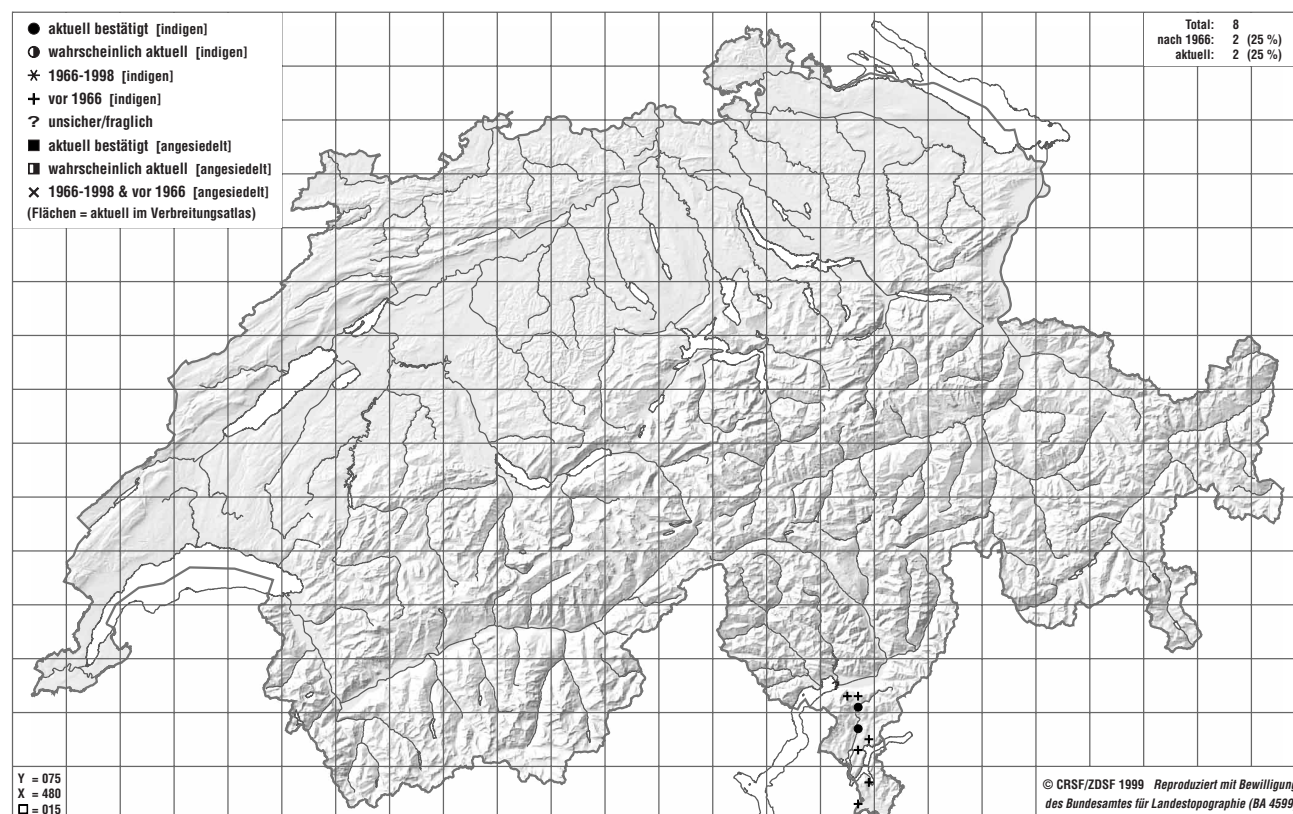 aktuell bestätigt [indigen]
wahrscheinlich aktuell [indigen]
1966-1998 [indigen]
vor 1966 [indigen]
? unsicher/fraglich
aktuell bestätigt [angesiedelt]
wahrscheinlich aktuell [angesiedelt]
1966-1998 & vor 1966 [angesiedelt]
(Flächen = aktuell im Verbreitungsatlas)
Total: 8
nach 1966: 2 (25 %)
aktuell: 2 (25 %)
Y = 075
X = 480
= 015
© CRSF/ZDSF 1999 Reproduziert mit Bewilligung
des Bundesamtes für Landestopographie (BA 4599